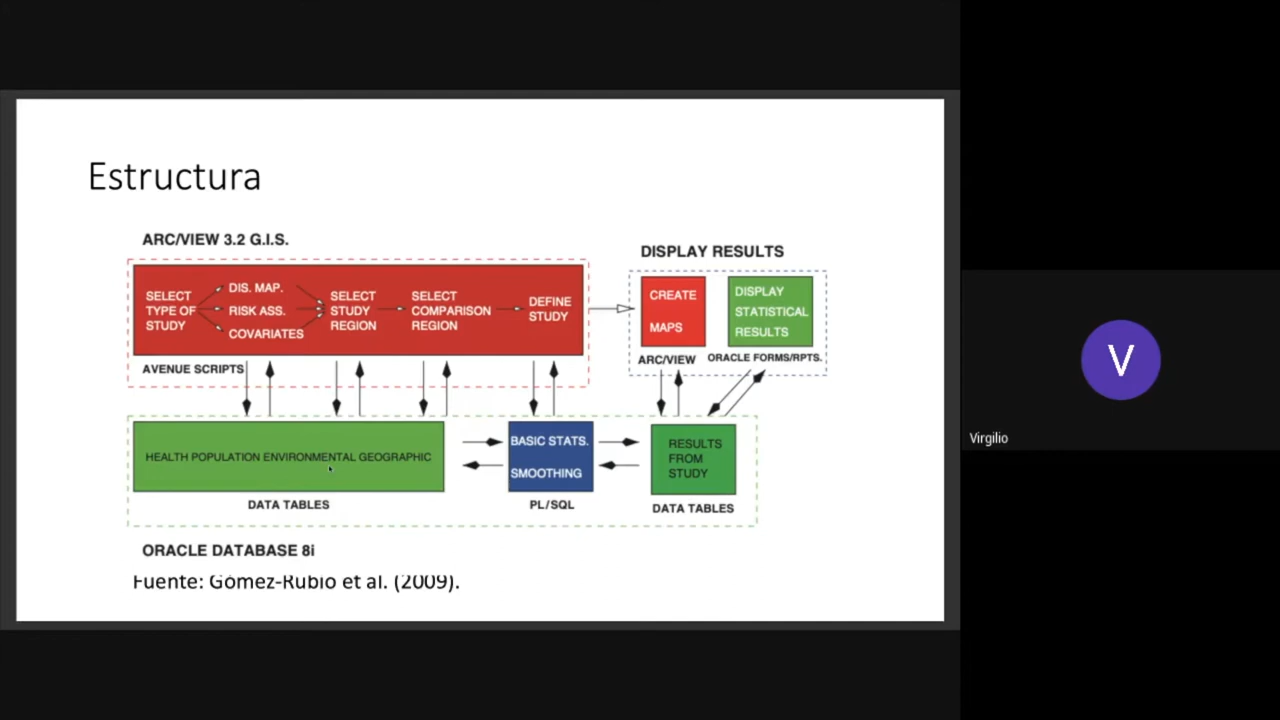 Estructura
ARC/VIEW 3.2 G.I.S.
DISPLAY RESULTS
SELECT
TYPE OF
STUDY
DIS. MAP.
RISK ASS.
COVARIATES
SELECT
STUDY
REGION
SELECT
COMPARISON
REGION
DEFINE
STUDY
CREATE
MAPS
DISPLAY
STATISTICAL
RESULTS
AVENUE SCRIPTS
ARC/VIEW
ORACLE FORMS/RPTS.
HEALTH POPULATION ENVIRONMENTAL GEOGRAPHIC
BASIC STATS.
SMOOTHING
RESULTS
FROM
STUDY
DATA TABLES
PL/SQL
DATA TABLES
ORACLE DATABASE 8i
Fuente: Gómez-Rubio et al. (2009).
V
Virgilio